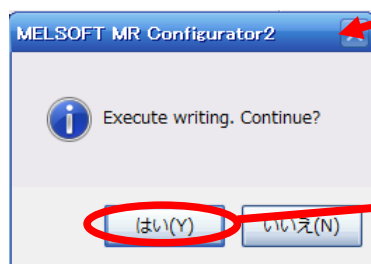 MELSOFT MR Configurator2
Execute writing. Continue?
はい(Y)
いいえ(N)